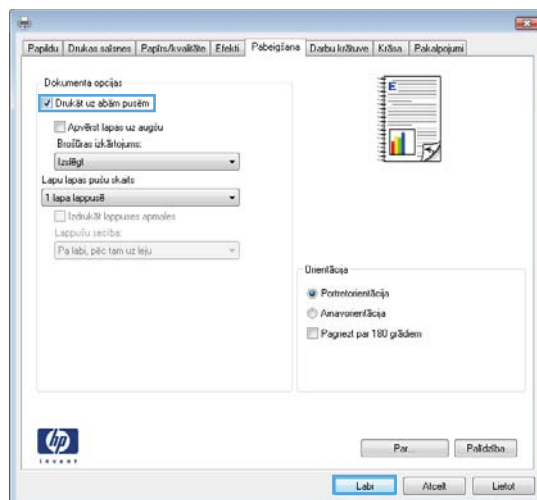 Papildu Drukas saīsnes Papīrs/kvalitāte Efekti Pabeigšana Darbu krātuve Krāsa Pakalpojumi
Dokumenta opcijas
Drukāt uz abām pusēm
Apvērst lapas uz augšu
Brošūras izkārtojums:
Izslēgt
Lapu lapas pušu skaits
1 lapa lappusē
Izdrukāt lappuses apmales
Lappušu secība:
Pa labi, pēc tam uz leju
E
Orientācija
Portretorientācija
Ainavorientācija
Pagriezt par 180 grādiem
hp
invent
Par... Palīdzība
Labi Atcelt Lietot